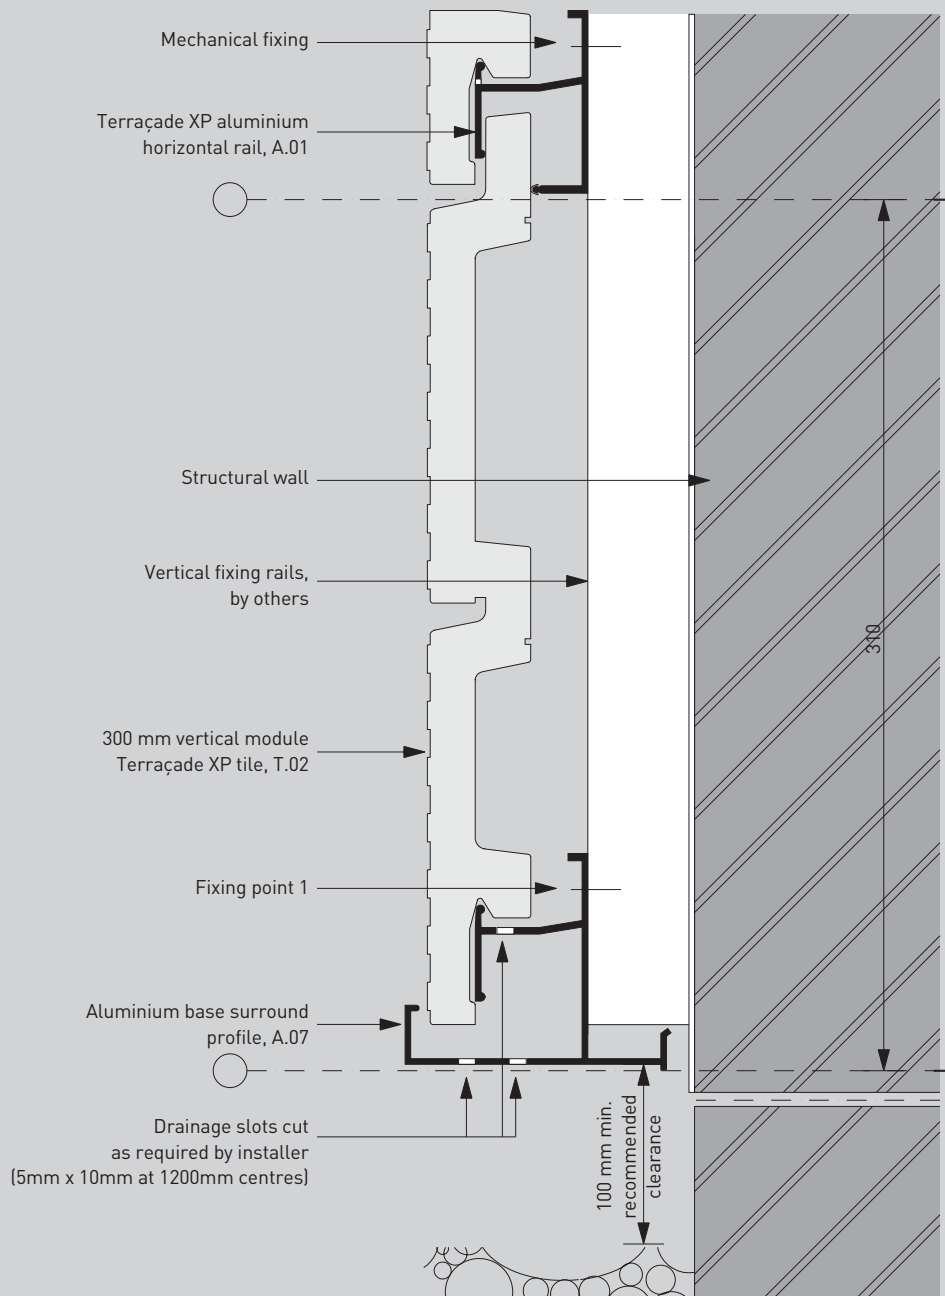 Mechanical fixing
Terraçade XP aluminium
horizontal rail, A.01
Structural wall
Vertical fixing rails,
by others
310
300 mm vertical module
Terraçade XP tile, T.02
Fixing point 1
Aluminium base surround
profile, A.07
Drainage slots cut
as required by installer
(5mm x 10mm at 1200mm centres)
100 mm min.
recommended
clearance